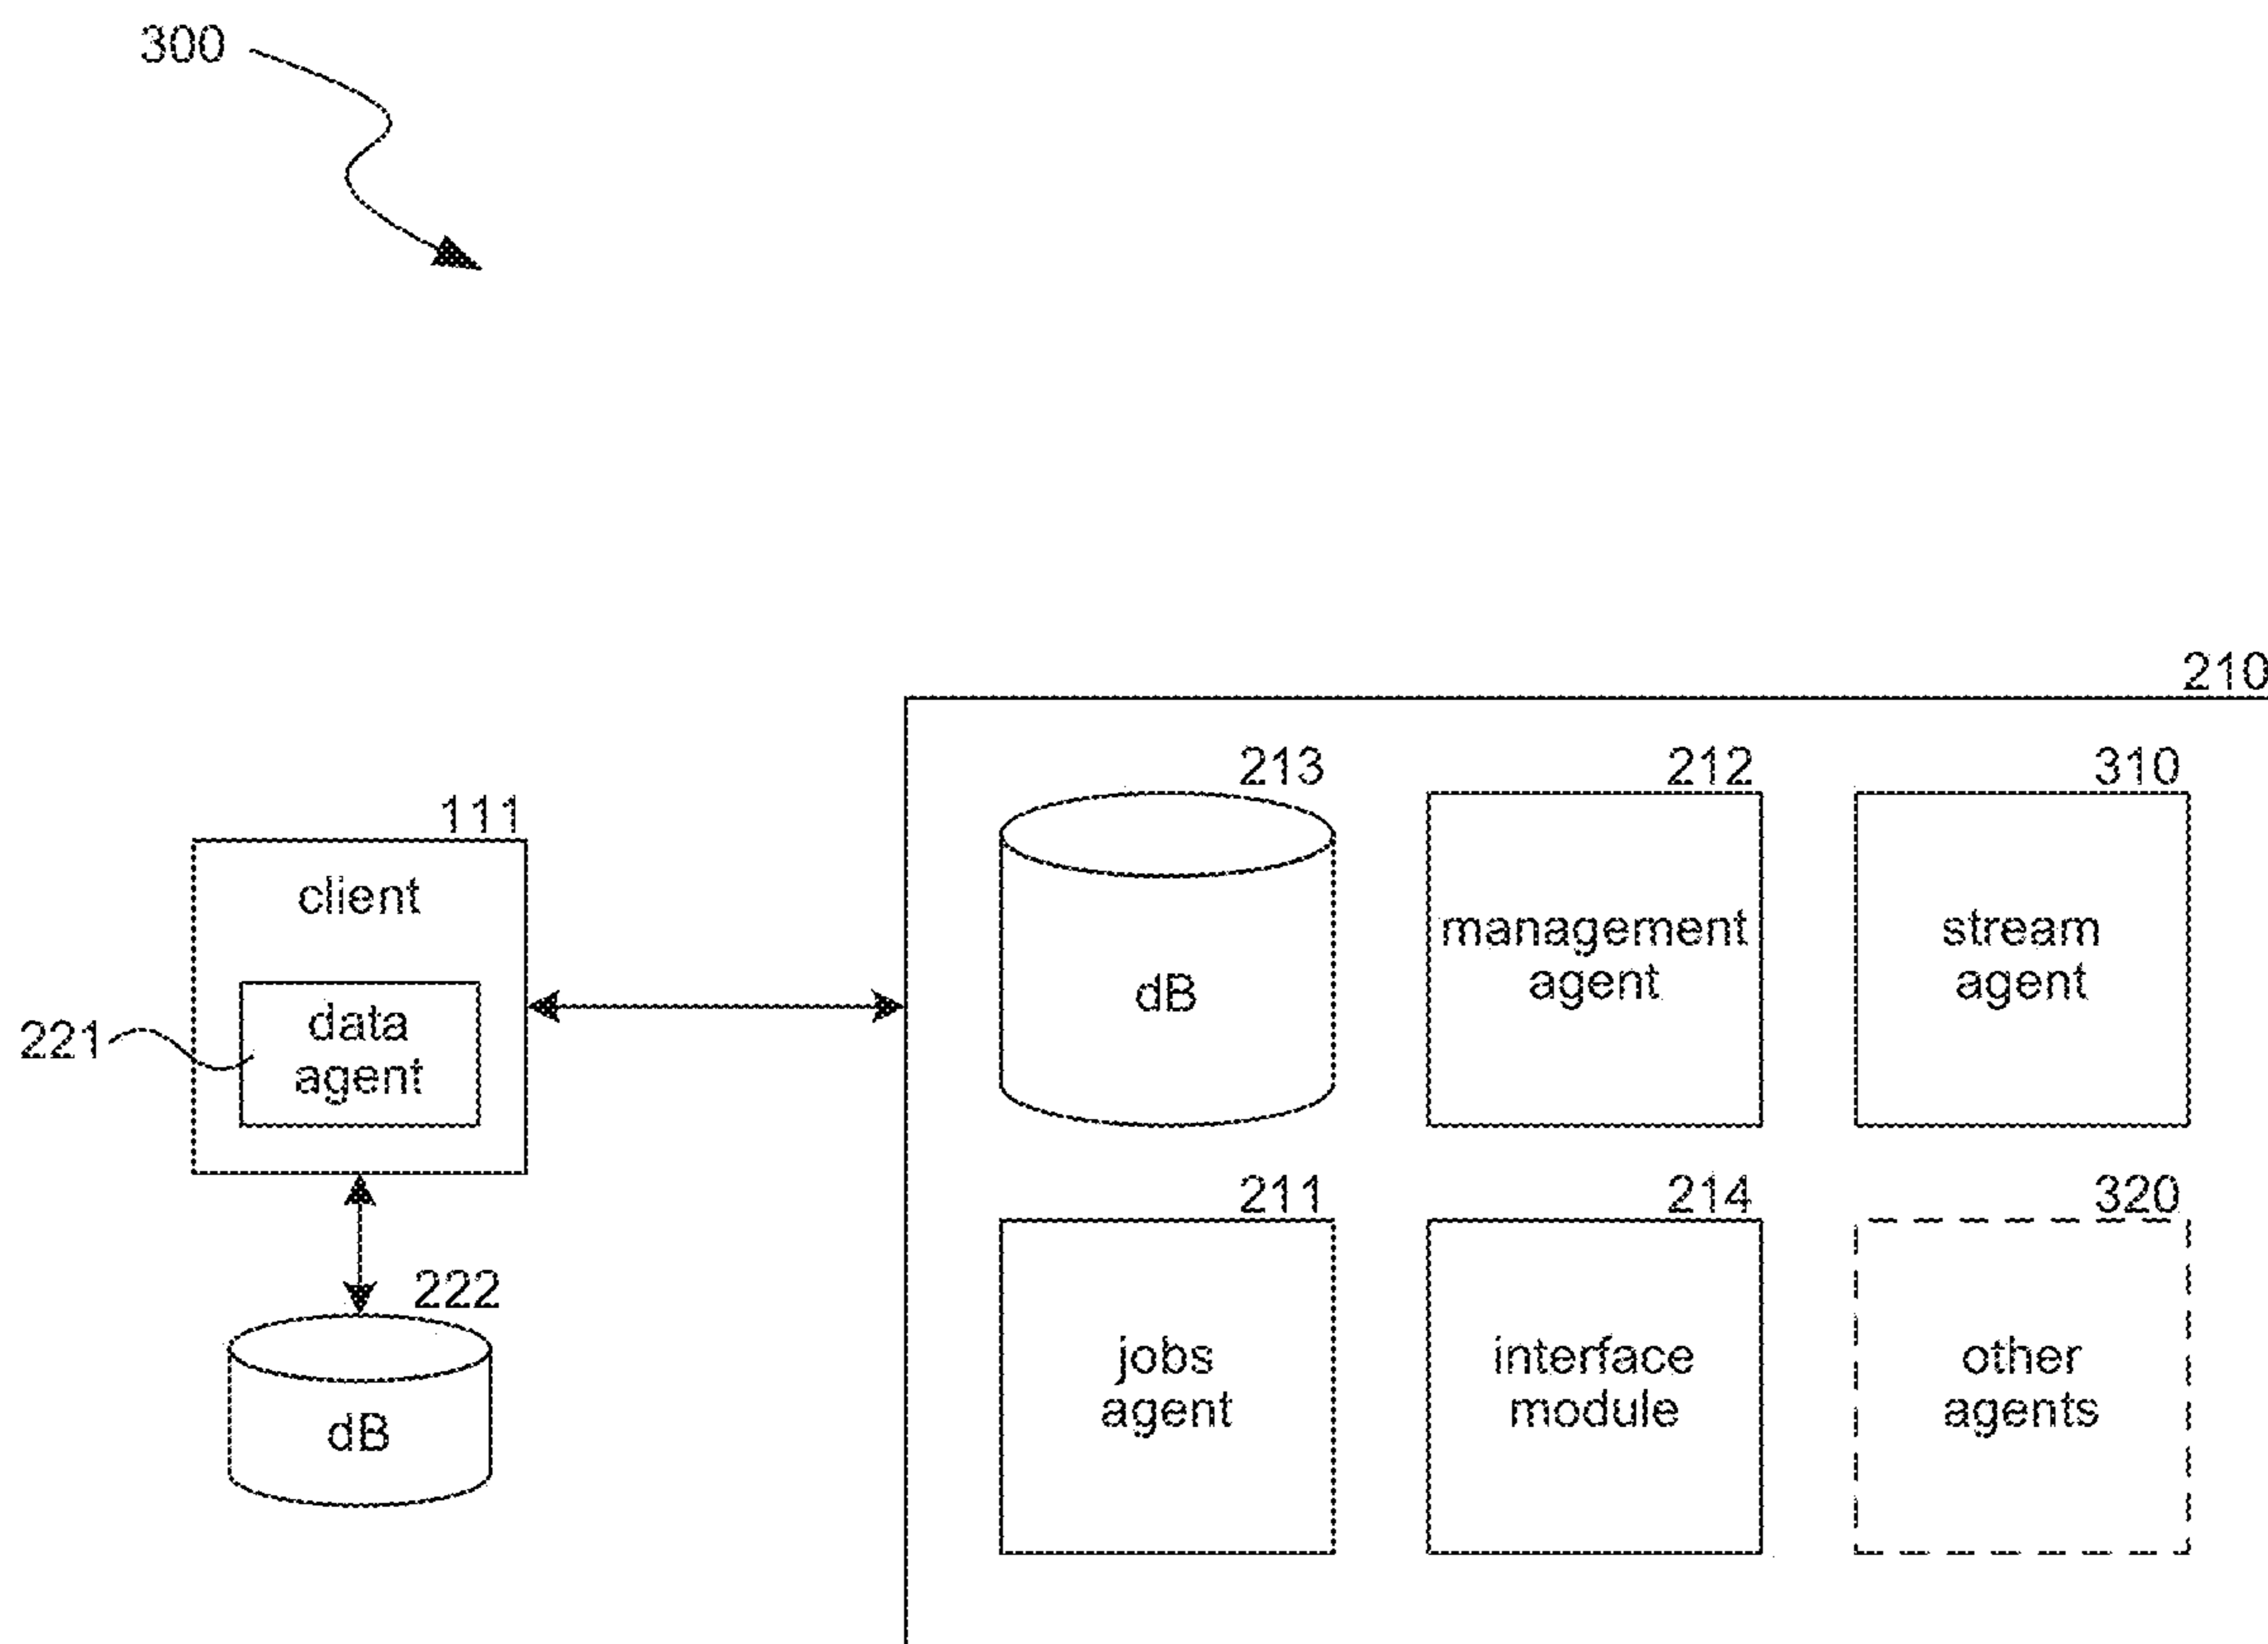 300
210
213
212
310
111
client
management
agent
stream
agent
dB
data
agent
221
211
214
320
222
jobs
agent
interface
module
other
agents
dB